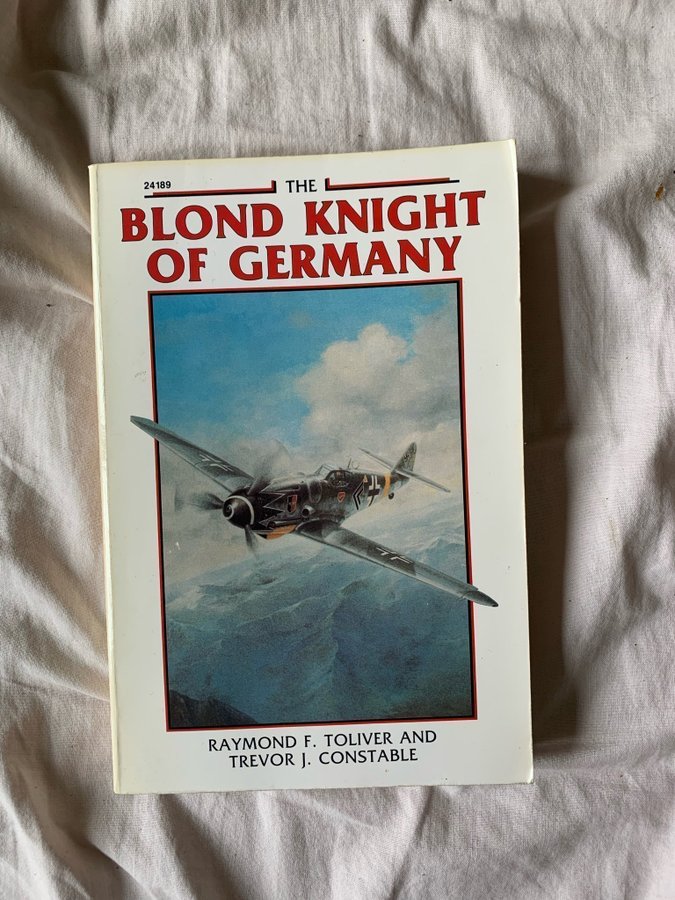 24189
THE
BLOND KNIGHT
OF GERMANY
RAYMOND F. TOLIVER AND
TREVOR J. CONSTABLE